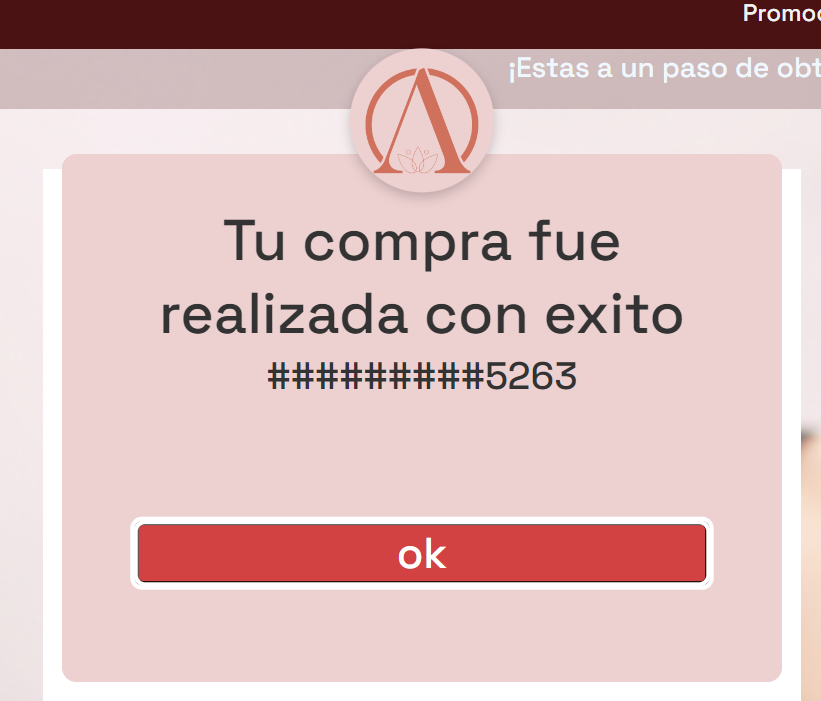 Promoc
¡Estas a un paso de obt
Tu compra fue
realizada con exito
#########5263
ok